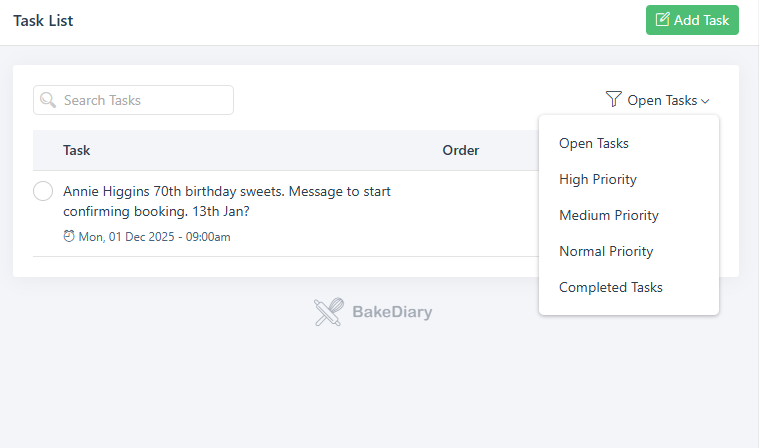 Task List
Add Task
Search Tasks
Open Tasks
Task
Order
Annie Higgins 70th birthday sweets. Message to start
confirming booking. 13th Jan?
Mon, 01 Dec 2025 - 09:00am
Open Tasks
High Priority
Medium Priority
Normal Priority
Completed Tasks
BakeDiary